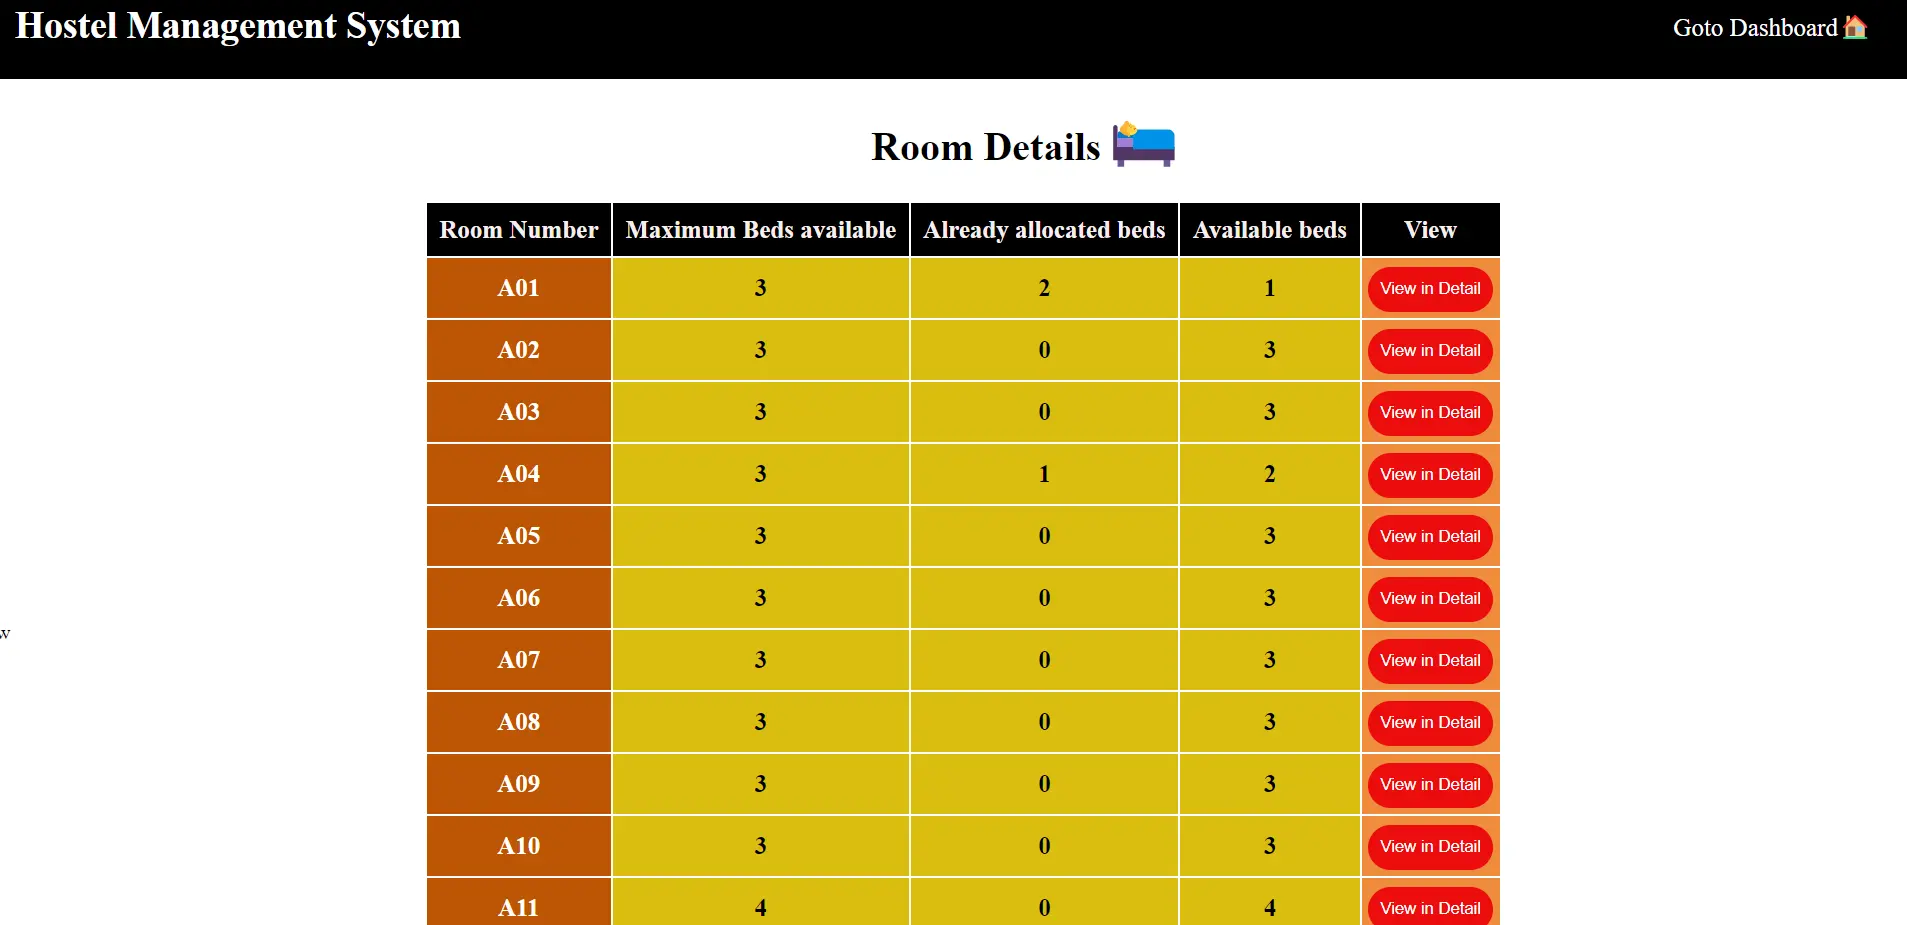 Hostel Management System
Goto Dashboard
Room Details
Room Number Maximum Beds available Already allocated beds Available beds View
A01 3 2 1 View in Detail
A02 3 0 3 View in Detail
A03 3 0 3 View in Detail
A04 3 1 2 View in Detail
A05 3 0 3 View in Detail
A06 3 0 3 View in Detail
w
A07 3 0 3 View in Detail
A08 3 0 3 View in Detail
A09 3 0 3 View in Detail
A10 3 0 3 View in Detail
A11 4 0 4 View in Detail